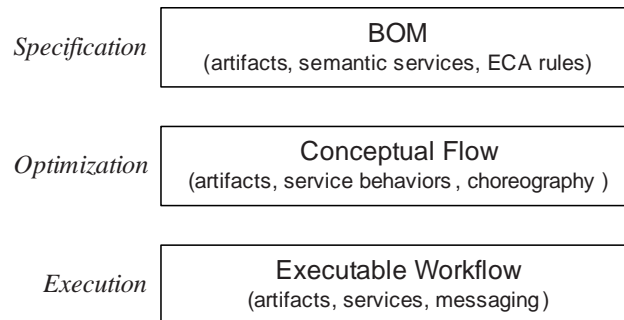 Specification
BOM
(artifacts, semantic services, ECA rules)
Optimization
Conceptual Flow
(artifacts, service behaviors , choreography )
Execution
Executable Workflow
(artifacts, services, messaging)